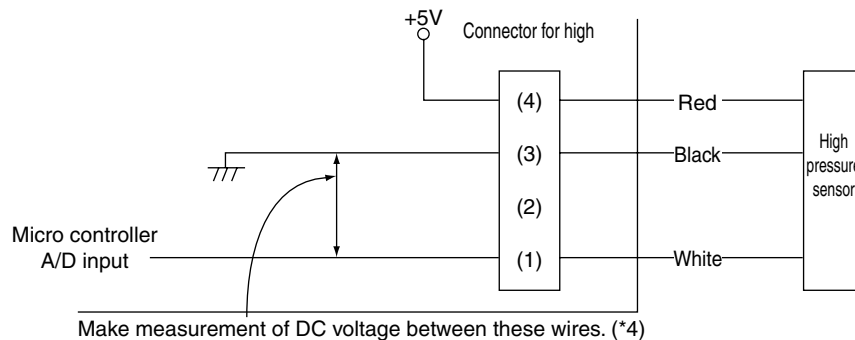 +5V
Connector for high
(4)
Red
(3)
Black
High
pressure
sensor
(2)
Micro controller
A/D input
(1)
White
Make measurement of DC voltage between these wires. (*4)